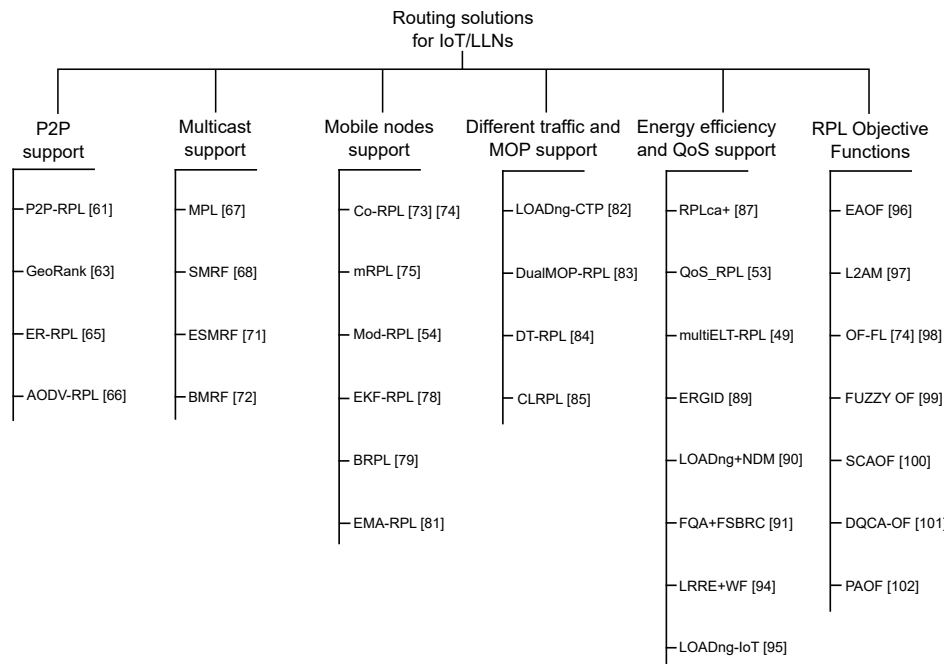 Routing solutions
for IoT/LLNs
P2P
support
P2P-RPL [61]
GeoRank [63]
ER-RPL [65]
AODV-RPL [66]
Multicast
support
MPL [67]
SMRF [68]
ESMRF [71]
BMRF [72]
Mobile nodes
support
Co-RPL [73] [74]
mRPL [75]
Mod-RPL [54]
EKF-RPL [78]
BRPL [79]
EMA-RPL [81]
Different traffic and
MOP support
LOADng-CTP [82]
DualMOP-RPL [83]
DT-RPL [84]
CLRPL [85]
Energy efficiency
and QoS support
RPLca+ [87]
QoS_RPL [53]
multiELT-RPL [49]
ERGID [89]
LOADng+NDM [90]
FQA+FSBRC [91]
LRRE+WF [94]
LOADng-IoT [95]
RPL Objective
Functions
EAOF [96]
L2AM [97]
OF-FL [74] [98]
FUZZY OF [99]
SCAOF [100]
DQCA-OF [101]
PAOF [102]